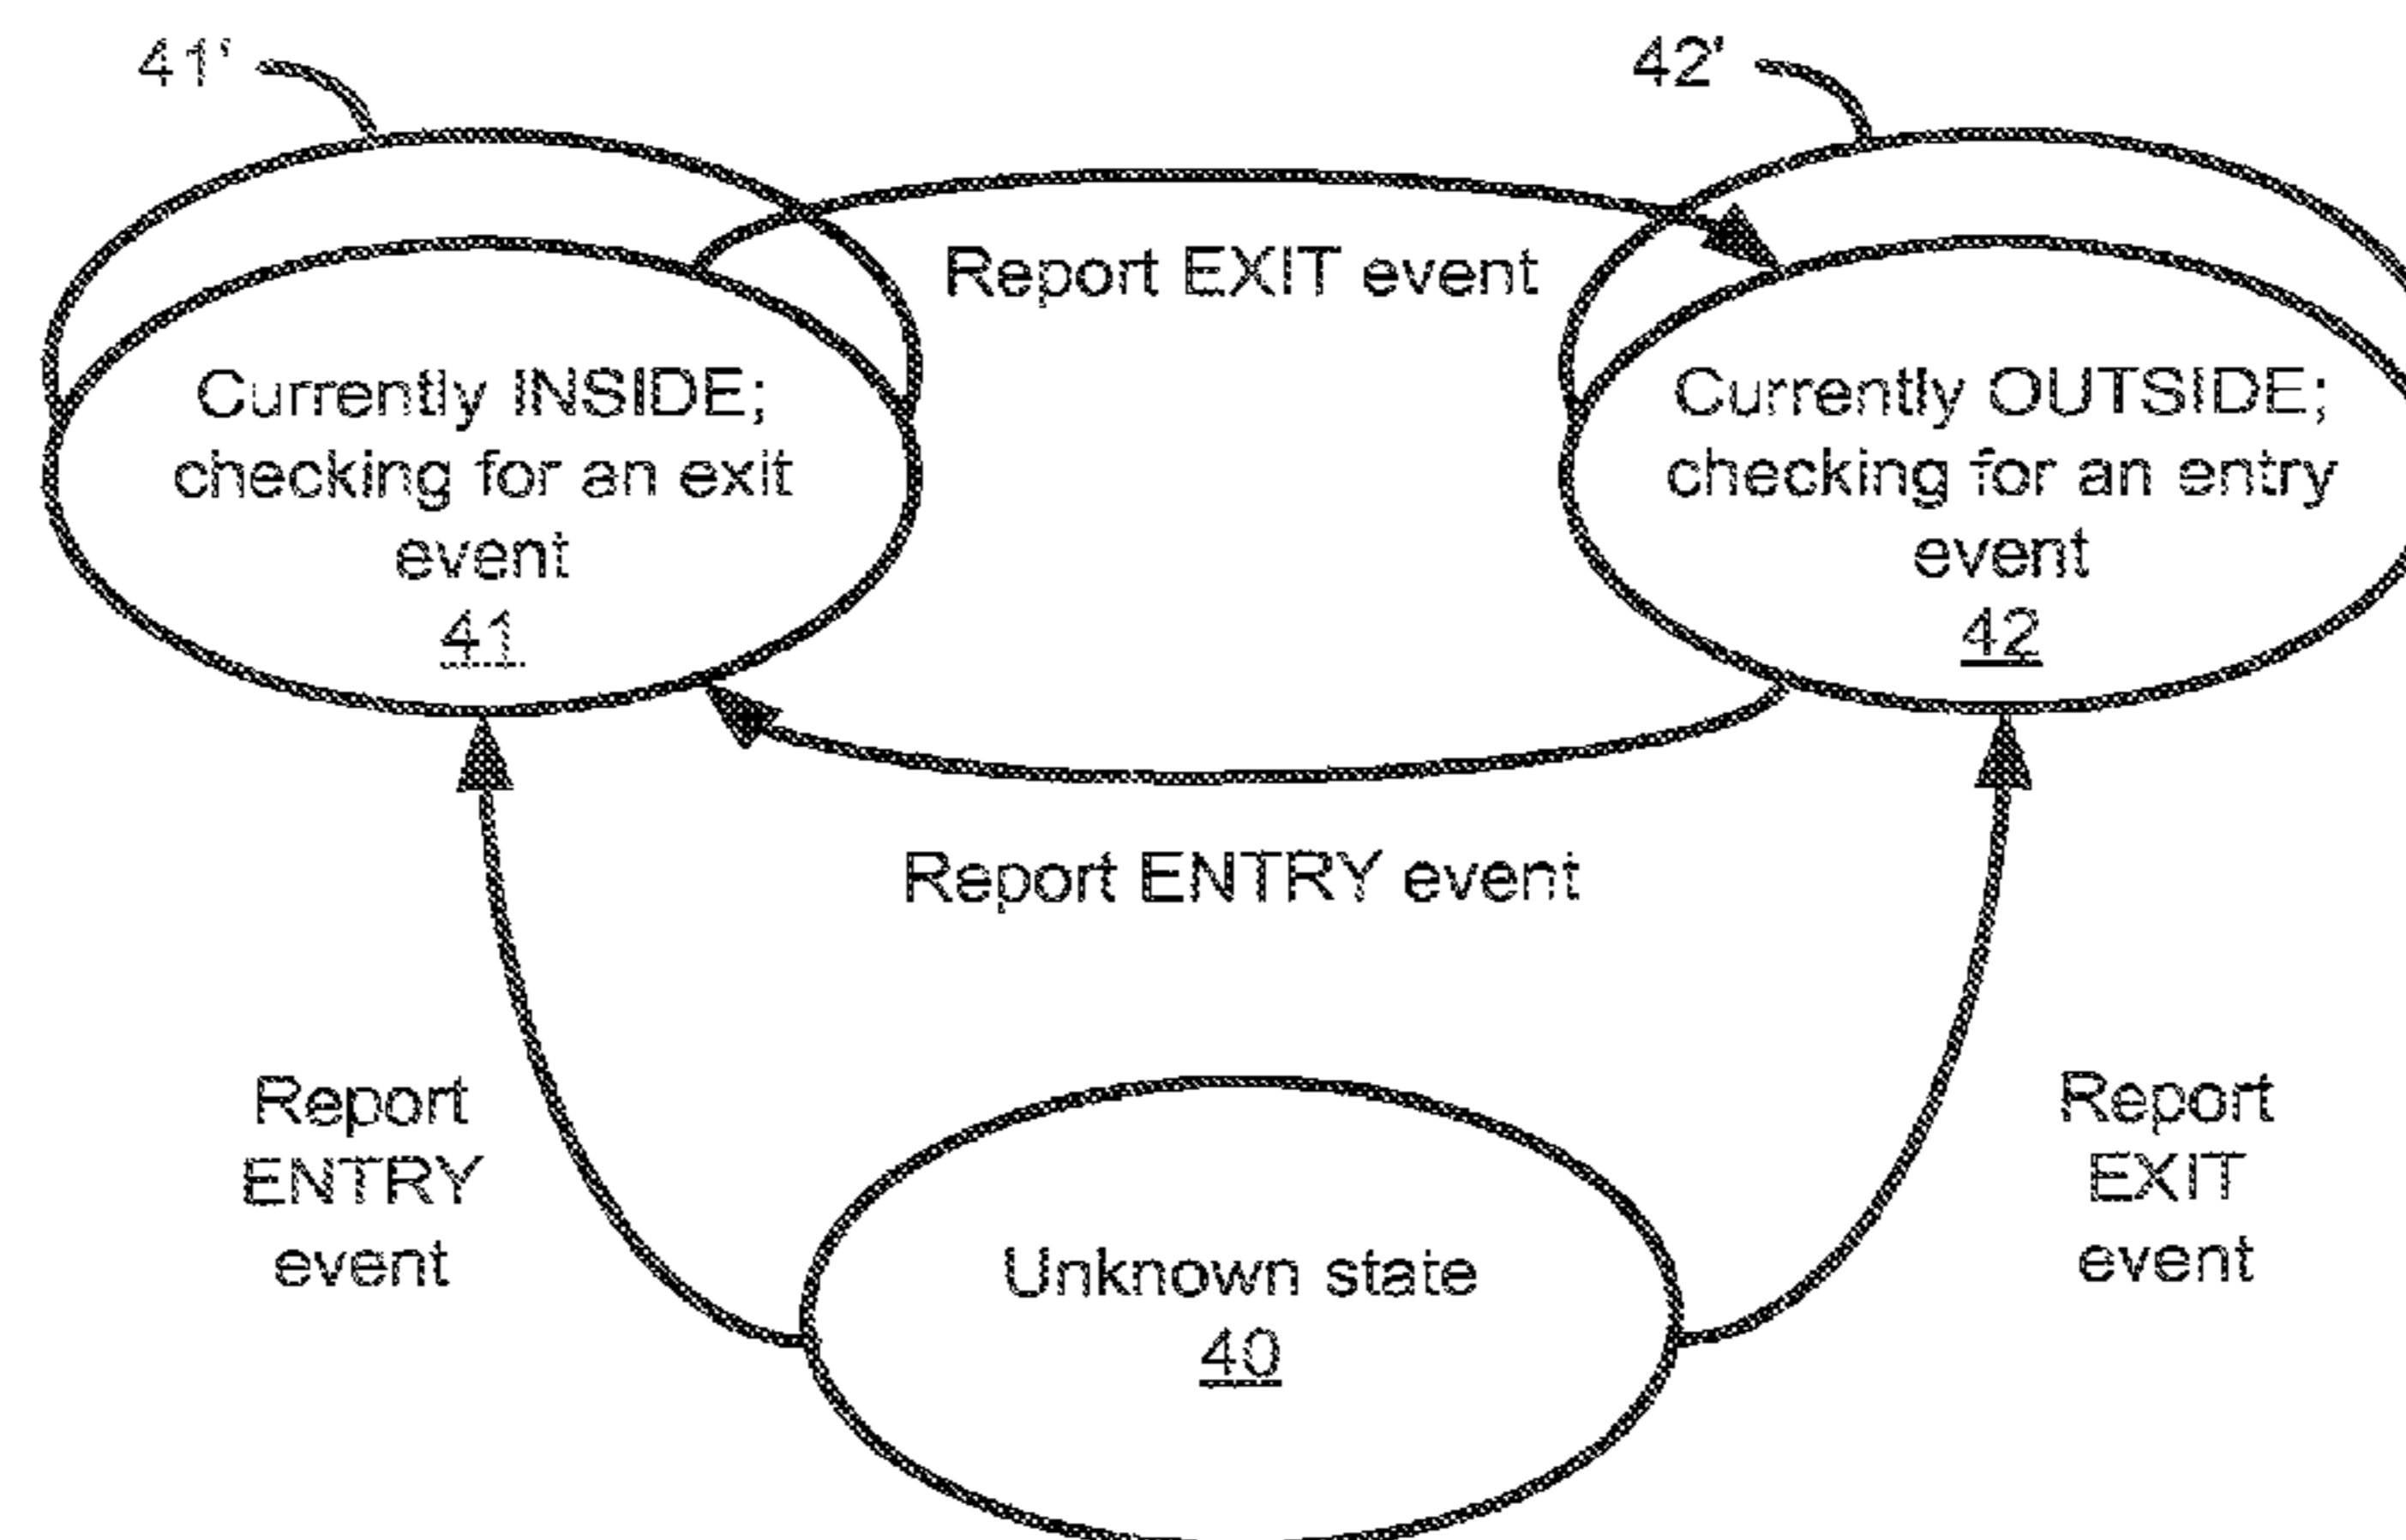 41'
42'
Report EXIT event
Currently INSIDE;
checking for an exit
event
41
Currently OUTSIDE;
checking for an entry
event
42
Report ENTRY event
Report
ENTRY
event
Unknown state
40
Report
EXIT
event